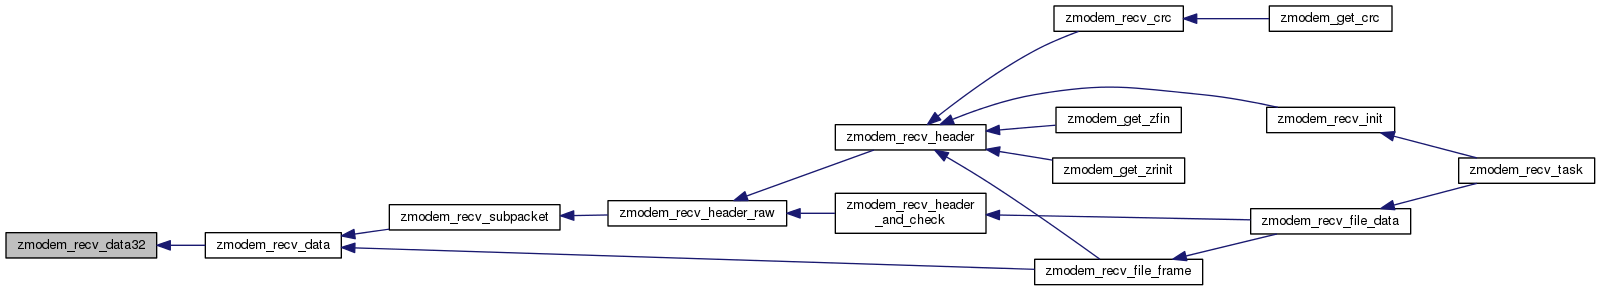 zmodem_recv_crc
zmodem_get_crc
zmodem_recv_header
zmodem_get_zfin
zmodem_recv_init
zmodem_get_zrinit
zmodem_recv_task
zmodem_recv_data32
zmodem_recv_data
zmodem_recv_subpacket
zmodem_recv_header_raw
zmodem_recv_header
_and_check
zmodem_recv_file_data
zmodem_recv_file_frame